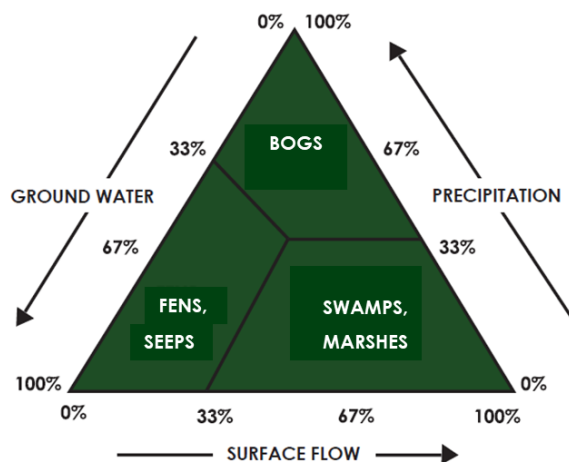 0% 100%
BOGS
33% 67%
GROUND WATER PRECIPITATION
67% 33%
FENS,
SEEPS
SWAMPS,
MARSHES
100% 0%
0% 33% 67% 100%
SURFACE FLOW